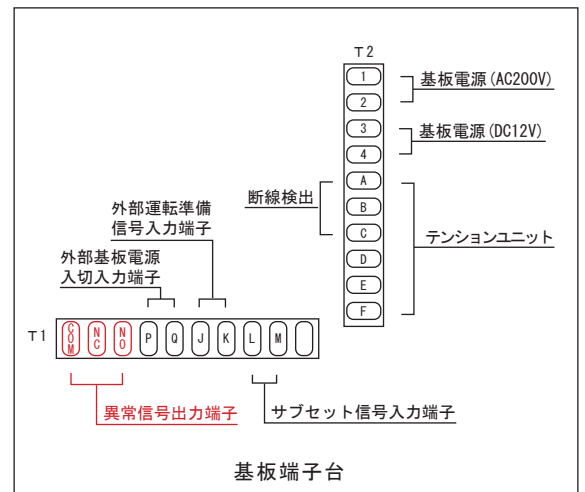 T2
1
基板電源(AC200V)
2
3
基板電源(DC12V)
4
A
断線検出
B
C
テンションユニット
D
E
F
外部運転準備
信号入力端子
外部基板電源
入切入力端子
T1 COM NC NO P Q J K L M
異常信号出力端子
サブセット信号入力端子
基板端子台